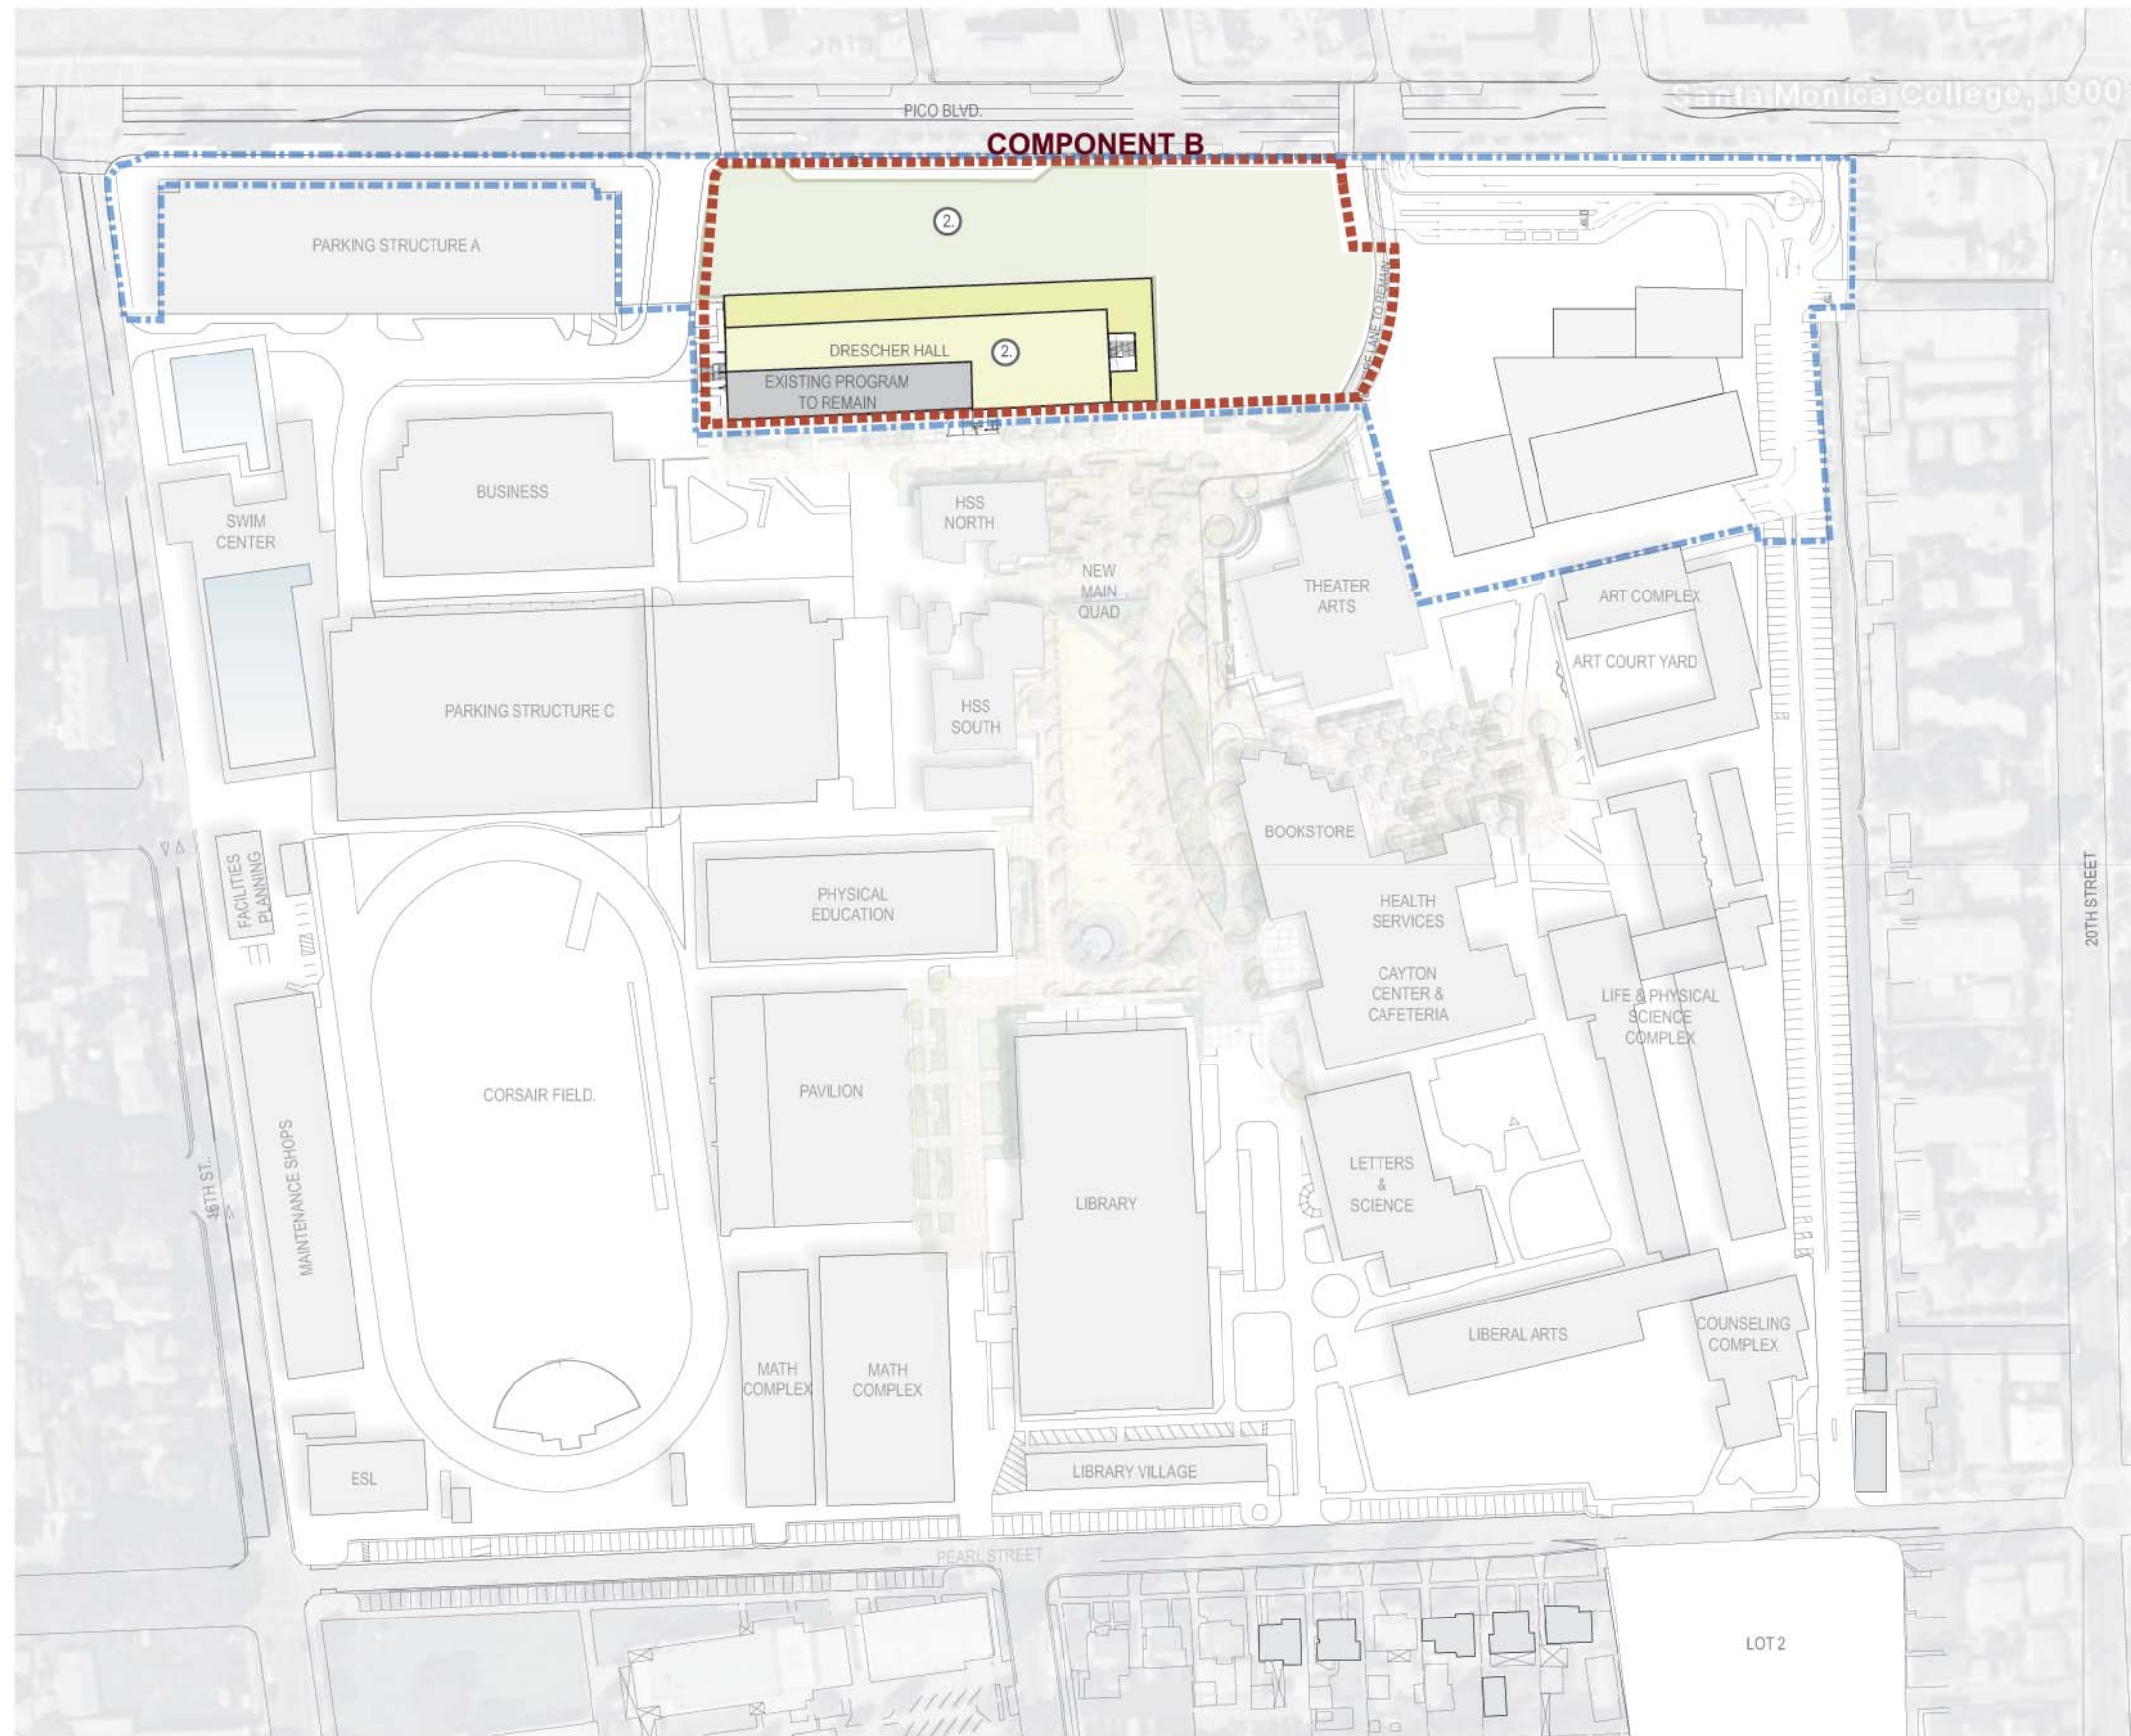 Santa Monica College, 1900
PICO BLVD.
COMPONENT B
2.
PARKING STRUCTURE A
LANE TO REMAIN
DRESCHER HALL
2.
EXISTING PROGRAM
TO REMAIN
BUSINESS
HSS
NORTH
SWIM
CENTER
NEW
MAIN
QUAD
THEATER
ARTS
ART COMPLEX
ART COURT YARD
PARKING STRUCTURE C
HSS
SOUTH
BOOKSTORE
FACILITIES
PLANNING
PHYSICAL
EDUCATION
HEALTH
SERVICES
20TH STREET
CAYTON
CENTER &
CAFETERIA
LIFE & PHYSICAL
SCIENCE
COMPLEX
CORSAIR FIELD.
PAVILION
MAINTENANCE SHOPS
16TH ST..
LETTERS
&
SCIENCE
LIBRARY
LIBERAL ARTS
COUNSELING
COMPLEX
MATH
COMPLEX
MATH
COMPLEX
ESL
LIBRARY VILLAGE
PEARL STREET
LOT 2